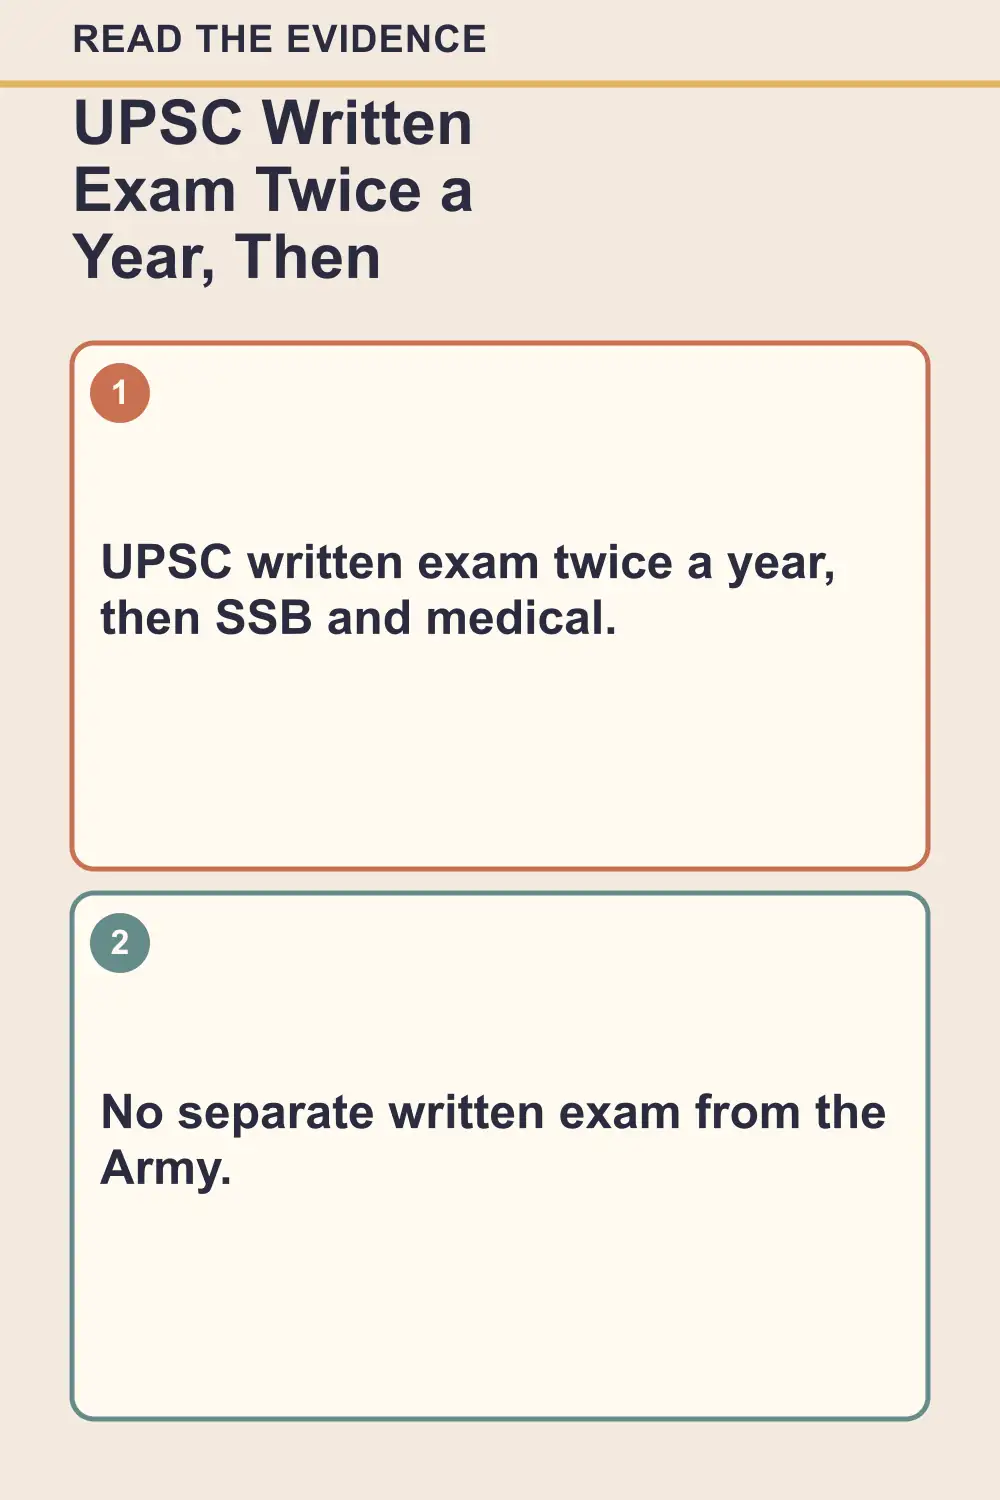 READ THE EVIDENCE
UPSC Written
Exam Twice a
Year, Then
1
UPSC written exam twice a year,
then SSB and medical.
2
No separate written exam from the
Army.